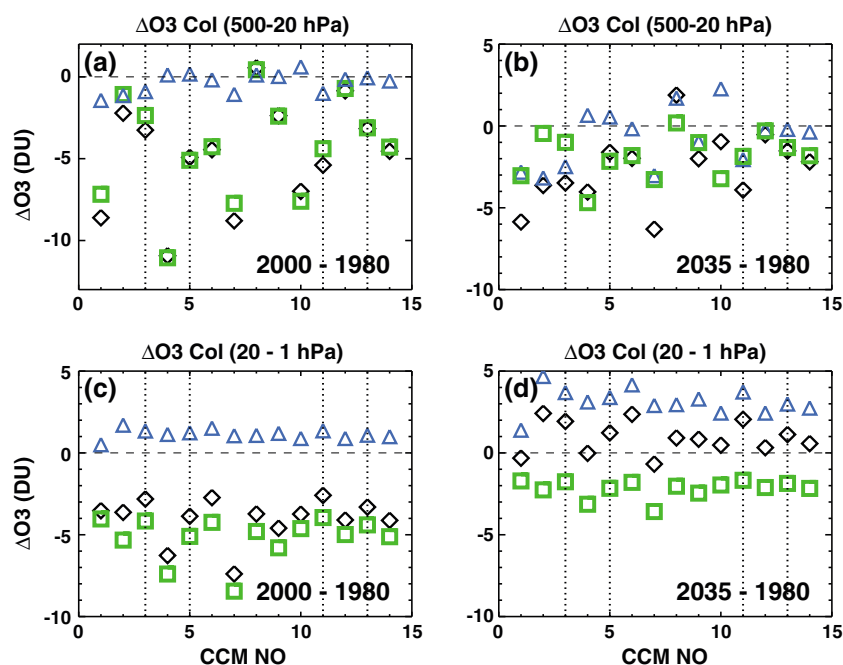 ΔO3 Col (500-20 hPa)
ΔO3 Col (500-20 hPa)
(a)
(b)
ΔO3 (DU)
ΔO3 (DU)
0
-5
-10
5
0
-5
-10
2000 - 1980
2035 - 1980
0 5 10 15
0 5 10 15
ΔO3 Col (20 - 1 hPa)
ΔO3 Col (20 - 1 hPa)
(c)
(d)
ΔO3 (DU)
5
0
-5
-10
5
0
-5
-10
2000 - 1980
2035 - 1980
0 5 10 15
0 5 10 15
CCM NO
CCM NO